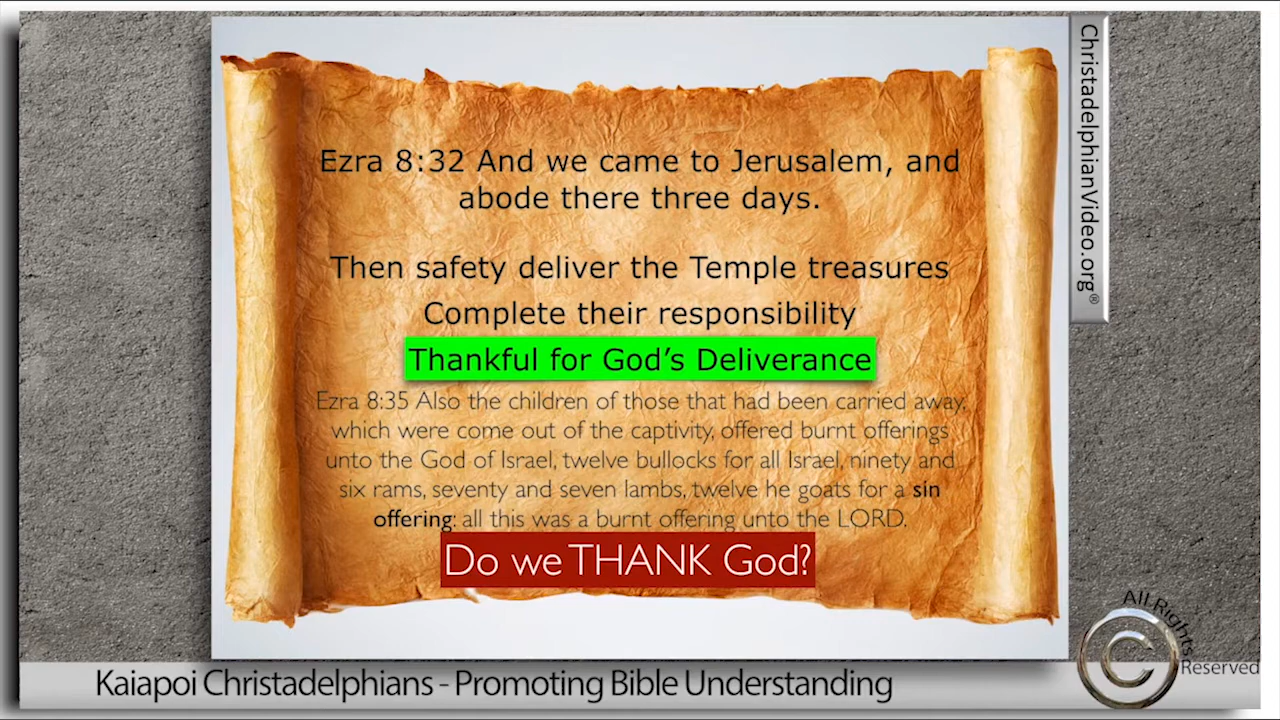 Ezra 8:32 And we came to Jerusalem, and
abode there three days.
Then safety deliver the Temple treasures
Complete their responsibility
Thankful for God’s Deliverance
Ezra 8:35 Also the children of those that had been carried away,
which were come out of the captivity, offered burnt offerings
unto the God of Israel, twelve bullocks for all Israel, ninety and
six rams, seventy and seven lambs, twelve he goats for a sin
offering: all this was a burnt offering unto the LORD.
Do we THANK God?
ChristadelphianVideo.org®
All Rights
Reserved
C
Kaiapoi Christadelphians - Promoting Bible Understanding